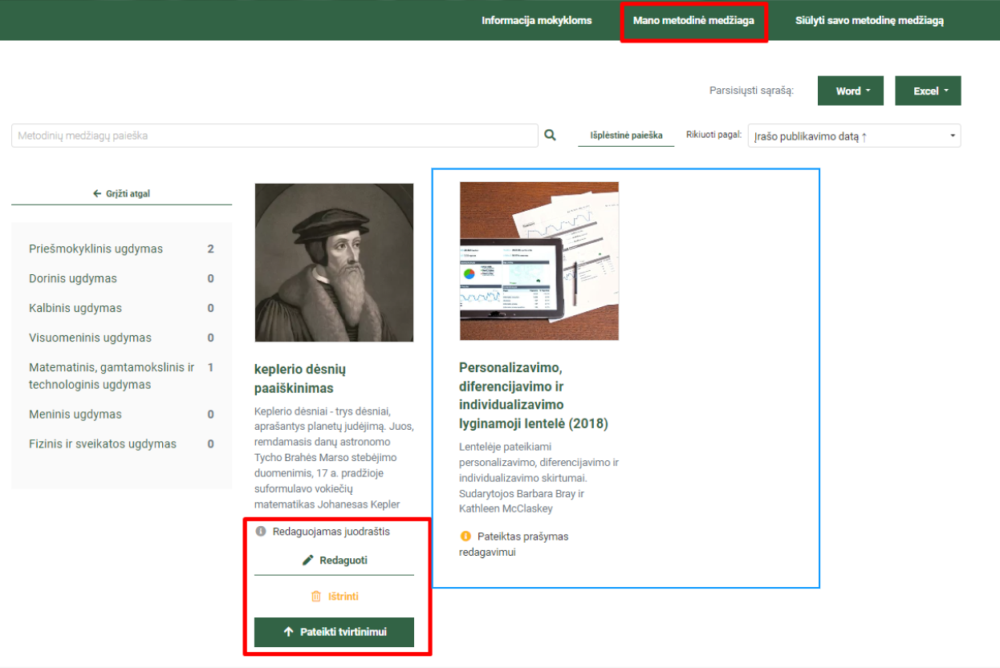 Informacija mokykloms
Mano metodinė medžiaga
Siūlyti savo metodinę medžiagą
Parsisiųsti sąrašą:
Word
Excel
Metodinių medžiagų paieška
Išplėstinė paieška
Rikiuoti pagal:
Įrašo publikavimo datą ↑
← Grįžti atgal
Priešmokyklinis ugdymas 2
Dorinis ugdymas 0
Kalbinis ugdymas 0
Visuomeninis ugdymas 0
Matematinis, gamtamokslinis ir 1
technologinis ugdymas
Meninis ugdymas 0
Fizinis ir sveikatos ugdymas 0
keplerio dėsnių
paaiškinimas
Keplerio dėsniai - trys dėsniai,
aprašantys planetų judėjimą. Juos,
remdamasis danų astronomo
Tycho Brahės Marso stebėjimo
duomenimis, 17 a. pradžioje
suformulavo vokiečių
matematikas Johanesas Kepler
Redaguojamas juodraštis
Redaguoti
Ištrinti
↑ Pateikti tvirtinimui
Personalizavimo,
diferencijavimo ir
individualizavimo
lyginamoji lentelė (2018)
Lentelėje pateikiami
personalizavimo, diferencijavimo ir
individualizavimo skirtumai.
Sudarytojos Barbara Bray ir
Kathleen McClaskey
Pateiktas prašymas
redagavimui